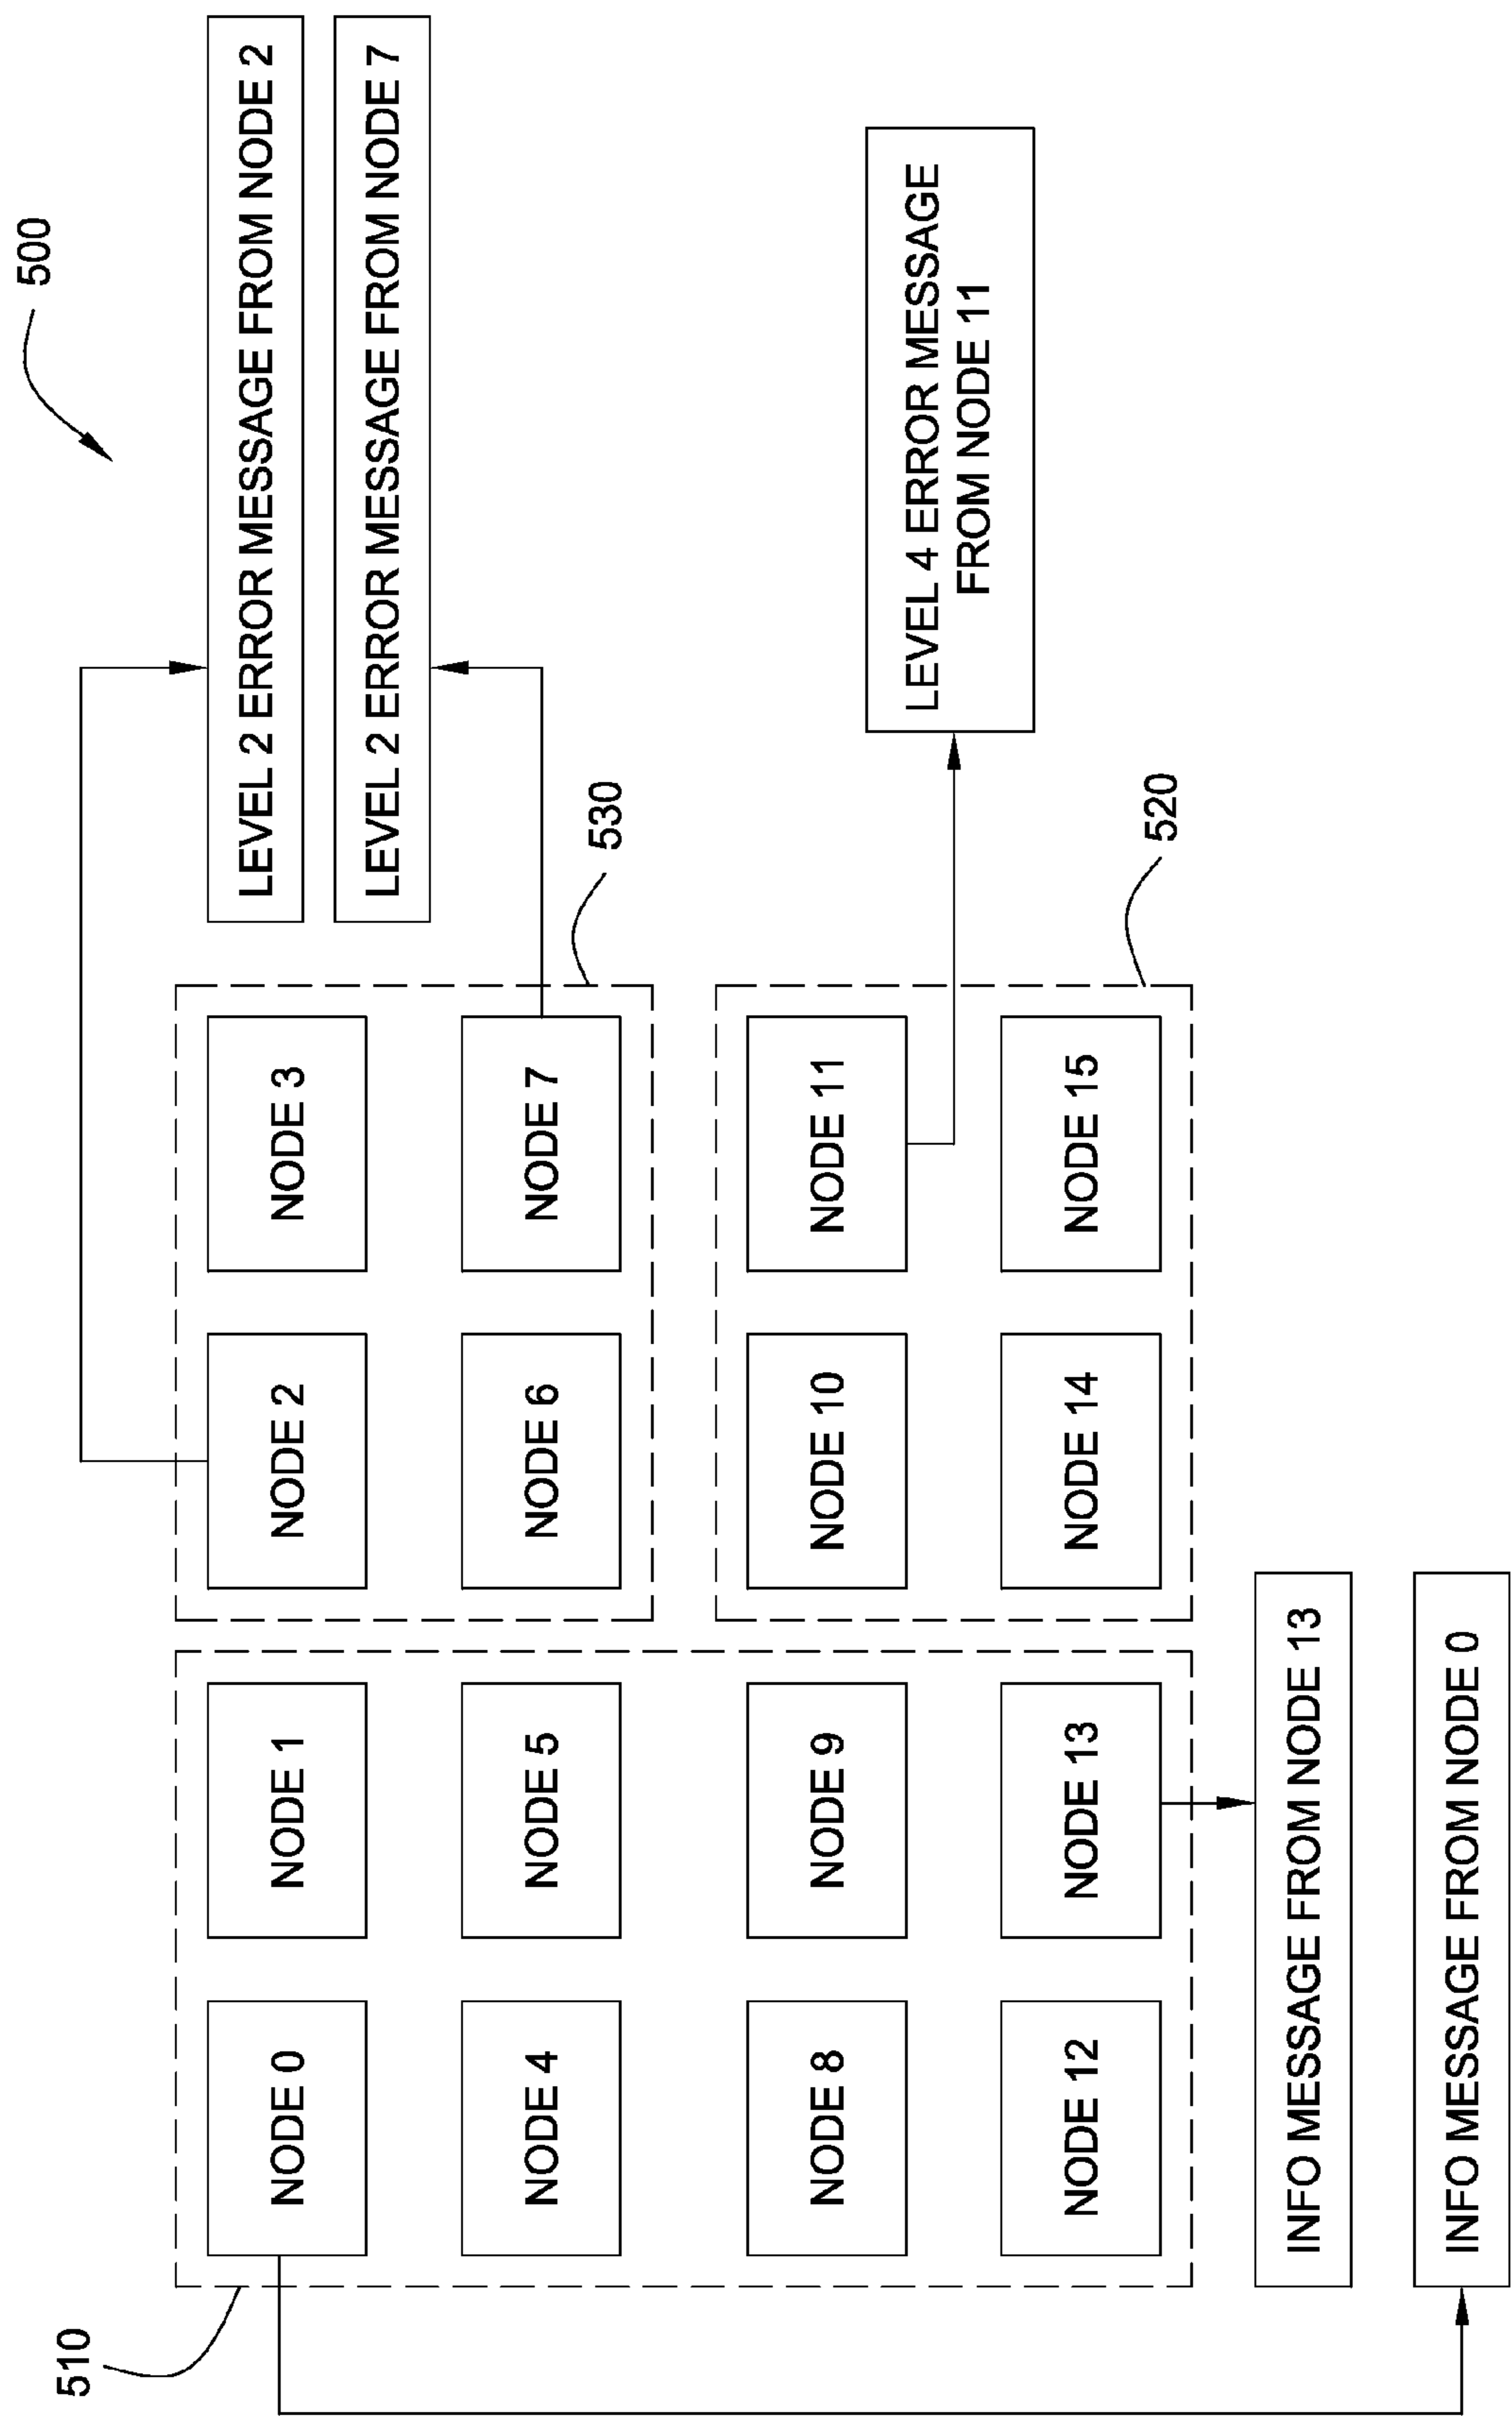 500
510
NODE 0
NODE 1
NODE 2
NODE 3
LEVEL 2 ERROR MESSAGE FROM NODE 2
LEVEL 2 ERROR MESSAGE FROM NODE 7
NODE 4
NODE 5
NODE 6
NODE 7
530
NODE 8
NODE 9
NODE 10
NODE 11
LEVEL 4 ERROR MESSAGE
FROM NODE 11
NODE 12
NODE 13
NODE 14
NODE 15
520
INFO MESSAGE FROM NODE 13
INFO MESSAGE FROM NODE 0